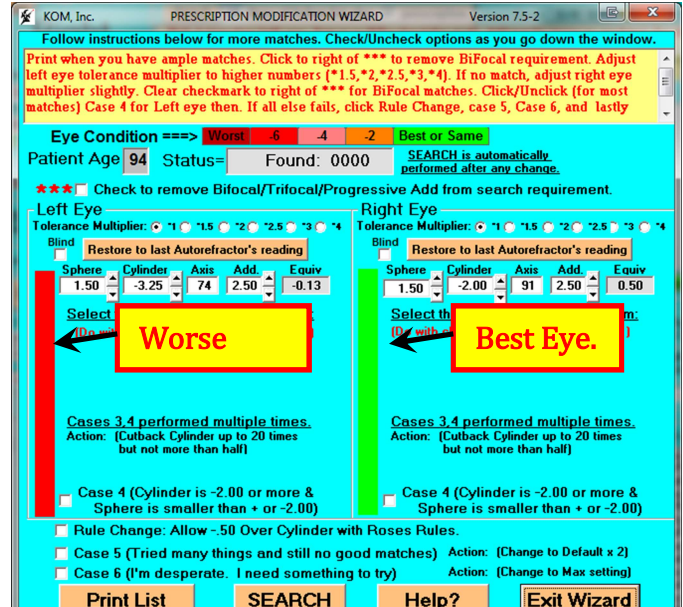 KOM, Inc. PRESCRIPTION MODIFICATION WIZARD Version 7.5-2
Follow instructions below for more matches. Check/Uncheck options as you go down the window.
Print when you have ample matches. Click to right of *** to remove BiFocal requirement. Adjust
left eye tolerance multiplier to higher numbers (*1.5,*2,*2.5,*3,*4). If no match, adjust right eye
multiplier slightly. Clear checkmark to right of *** for BiFocal matches. Click/Unclick (for most
matches) Case 4 for Left eye then. If all else fails, click Rule Change, case 5, Case 6, and lastly
Eye Condition ===> Worst -6 -4 -2 Best or Same
Patient Age 94 Status= Found: 0000 SEARCH is automatically
performed after any change.
*** Check to remove Bifocal/Trifocal/Progressive Add from search requirement.
Left Eye Right Eye
Tolerance Multiplier: *1 *1.5 *2 *2.5 *3 *4 Tolerance Multiplier: *1 *1.5 *2 *2.5 *3 *4
Blind Restore to last Autorefractor's reading Blind Restore to last Autorefractor's reading
Sphere Cylinder Axis Add. Equiv Sphere Cylinder Axis Add. Equiv
1.50 -3.25 74 2.50 -0.13 1.50 -2.00 91 2.50 0.50
Select Select th
(Do with (Do with
Worse Best Eye.
Cases 3,4 performed multiple times. Cases 3,4 performed multiple times.
Action: (Cutback Cylinder up to 20 times Action: (Cutback Cylinder up to 20 times
but not more than half) but not more than half)
Case 4 (Cylinder is -2.00 or more & Case 4 (Cylinder is -2.00 or more &
Sphere is smaller than + or -2.00) Sphere is smaller than + or -2.00)
Rule Change: Allow -.50 Over Cylinder with Roses Rules.
Case 5 (Tried many things and still no good matches) Action: (Change to Default x 2)
Case 6 (I'm desperate. I need something to try) Action: (Change to Max setting)
Print List SEARCH Help? Exit Wizard